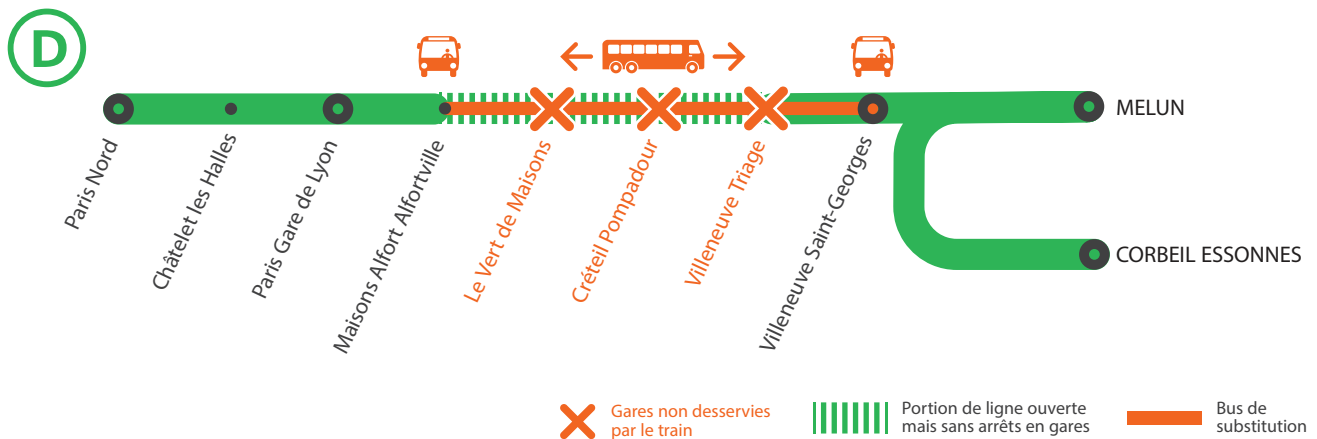 D
Paris Nord
Châtelet les Halles
Paris Gare de Lyon
Maisons Alfort Alfortville
Le Vert de Maisons
Créteil Pompadour
Villeneuve Triage
Villeneuve Saint-Georges
MELUN
CORBEIL ESSONNES
Gares non desservies
par le train
Portion de ligne ouverte
mais sans arrêts en gares
Bus de
substitution